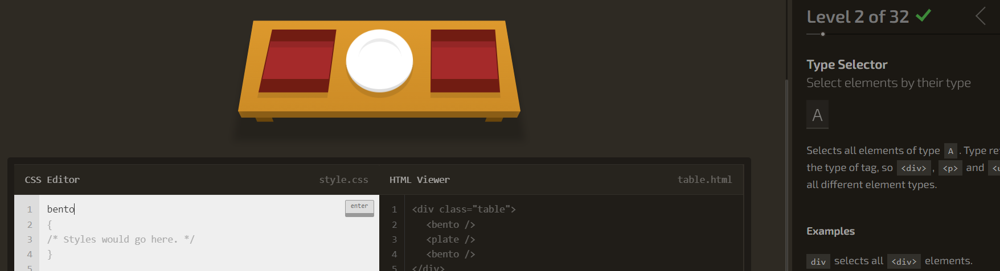 Level 2 of 32
Type Selector
Select elements by their type
A
Selects all elements of type A. Type
the type of tag, so <div>, <p> and
all different element types.
Examples
div selects all <div> elements.
CSS Editor style.css
enter
1 bento
2 {
3 /* Styles would go here. */
4 }
5
HTML Viewer table.html
1 <div class="table">
2 <bento />
3 <plate />
4 <bento />
5 </div>